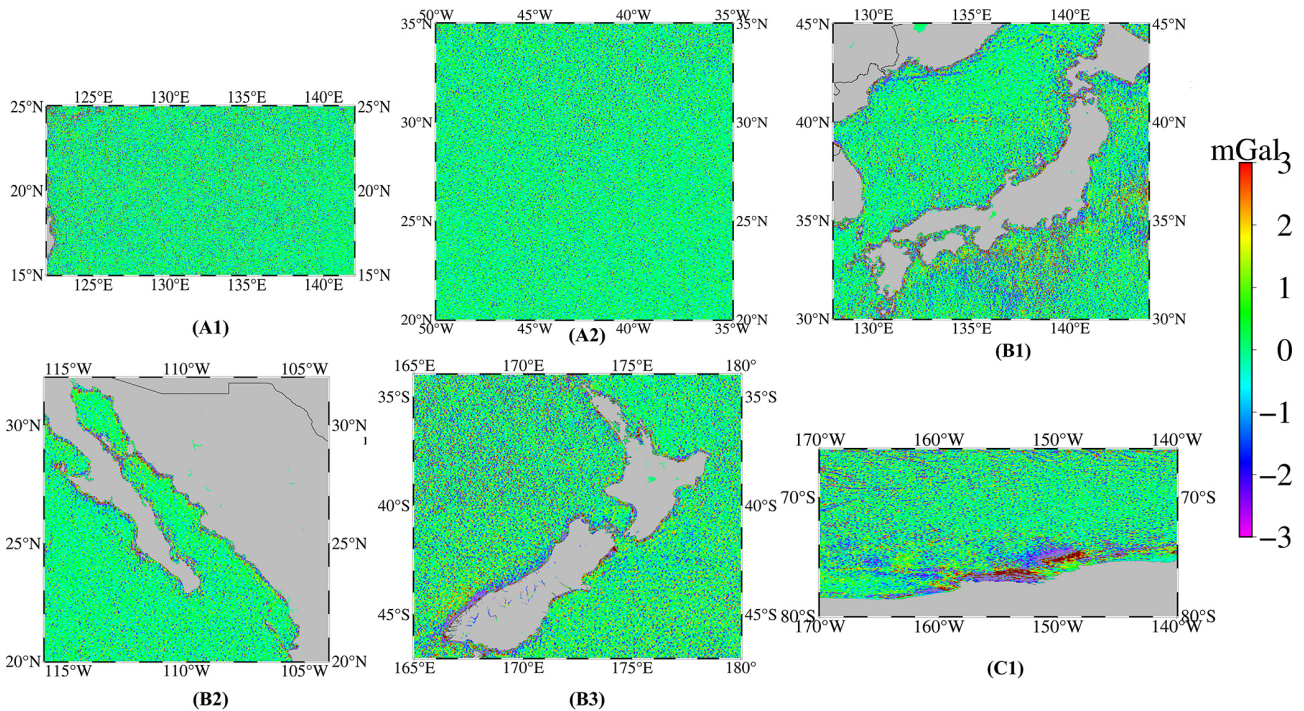 50°W 45°W 40°W 35°W
130°E 135°E 140°E
35°N 35°N
45°N 45°N
125°E 130°E 135°E 140°E
25°N 25°N
30°N 30°N
40°N 40°N
mGal
3
20°N 20°N
25°N 25°N
35°N 35°N
2
15°N 15°N
125°E 130°E 135°E 140°E
1
20°N 20°N
50°W 45°W 40°W 35°W
30°N 30°N
130°E 135°E 140°E
(A1)
(A2)
(B1)
0
115°W 110°W 105°W
165°E 170°E 175°E 180°
−1
35°S 35°S
30°N 30°N
170°W 160°W 150°W 140°W
−2
70°S 70°S
40°S 40°S
−3
25°N 25°N
45°S 45°S
80°S 80°S
170°W 160°W 150°W 140°W
20°N 20°N
115°W 110°W 105°W
165°E 170°E 175°E 180°
(C1)
(B2)
(B3)